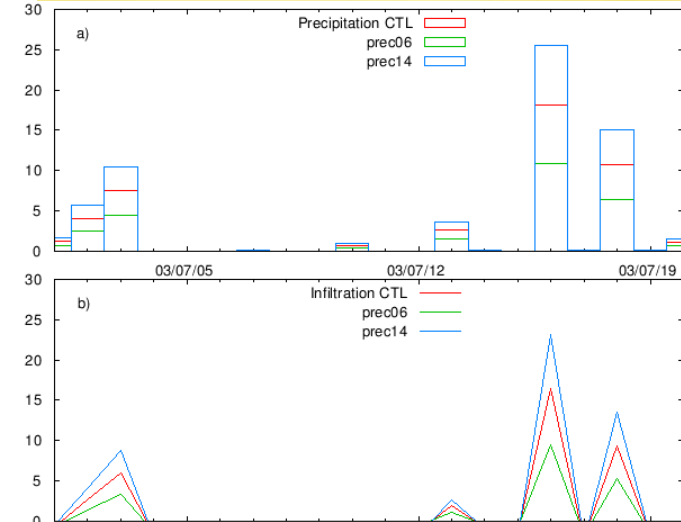 30
25
20
15
10
5
0
a)
Precipitation CTL
prec06
prec14
03/07/05 03/07/12 03/07/19
30
25
20
15
10
5
0
b)
Infiltration CTL
prec06
prec14